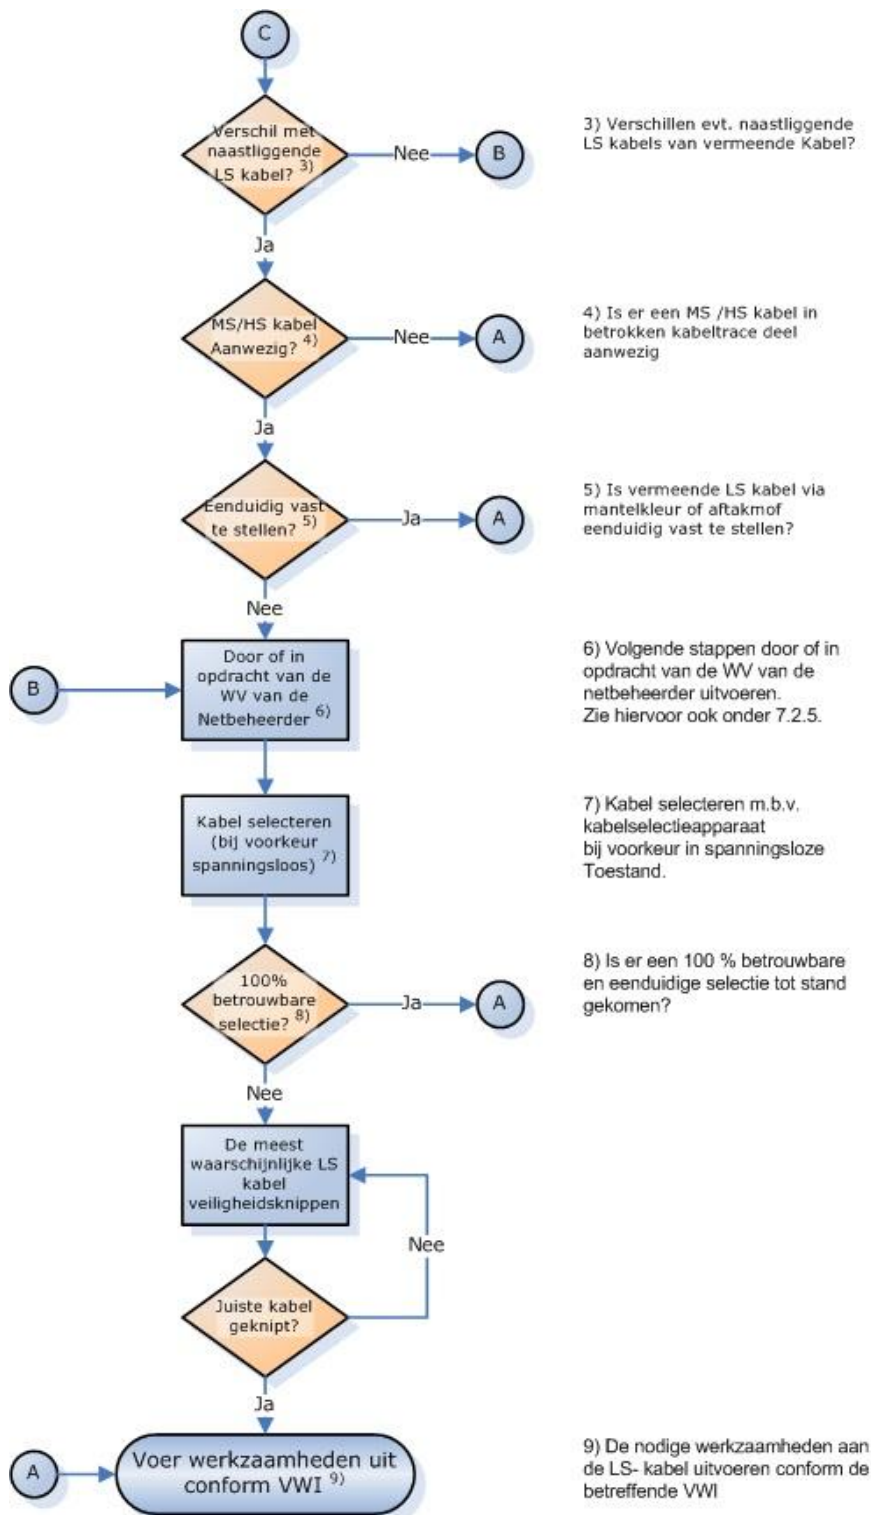 C
Verschil met
naastliggende
LS kabel? 3)
Nee
B
3) Verschillen evt. naastliggende
LS kabels van vermeende Kabel?
Ja
MS/HS kabel
Aanwezig? 4)
Nee
A
4) Is er een MS /HS kabel in
betrokken kabeltrace deel
aanwezig
Ja
Eenduidig vast
te stellen? 5)
Ja
A
5) Is vermeende LS kabel via
mantelkleur of aftakmof
eenduidig vast te stellen?
Nee
B
Door of in
opdracht van de
WV van de
Netbeheerder 6)
6) Volgende stappen door of in
opdracht van de WV van de
netbeheerder uitvoeren.
Zie hiervoor ook onder 7.2.5.
Kabel selecteren
(bij voorkeur
spanningsloos) 7)
7) Kabel selecteren m.b.v.
kabelselectieapparaat
bij voorkeur in spanningsloze
Toestand.
100%
betrouwbare
selectie? 8)
Ja
A
8) Is er een 100 % betrouwbare
en eenduidige selectie tot stand
gekomen?
Nee
De meest
waarschijnlijke LS
kabel
veiligheidsknippen
Nee
Juiste kabel
geknipt?
Ja
A
Voer werkzaamheden uit
conform VWI 9)
9) De nodige werkzaamheden aan
de LS- kabel uitvoeren conform de
betreffende VWI